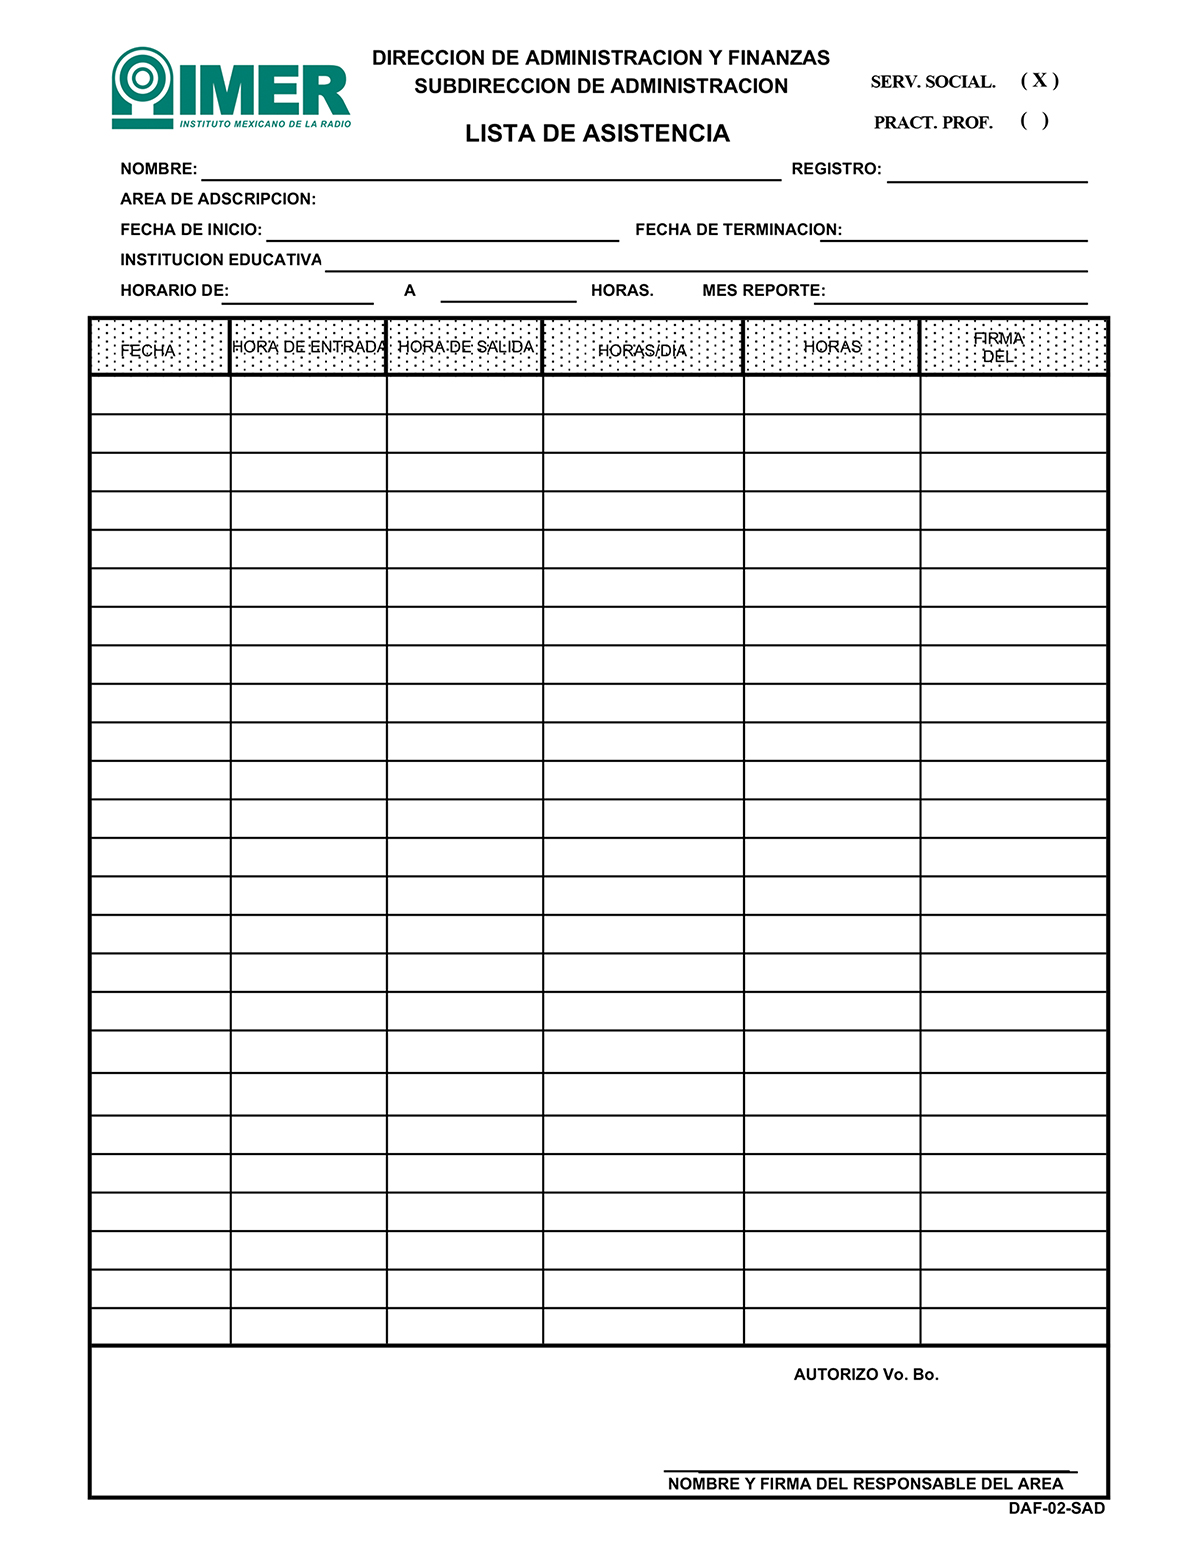 IMER
INSTITUTO MEXICANO DE LA RADIO
DIRECCION DE ADMINISTRACION Y FINANZAS
SUBDIRECCION DE ADMINISTRACION
LISTA DE ASISTENCIA
SERV. SOCIAL. ( X )
PRACT. PROF. ( )
NOMBRE: REGISTRO:
AREA DE ADSCRIPCION:
FECHA DE INICIO: FECHA DE TERMINACION:
INSTITUCION EDUCATIVA
HORARIO DE: A HORAS. MES REPORTE:
FECHA HORA DE ENTRADA HORA DE SALIDA HORAS/DIA HORAS FIRMA DEL
AUTORIZO Vo. Bo.
NOMBRE Y FIRMA DEL RESPONSABLE DEL AREA
DAF-02-SAD